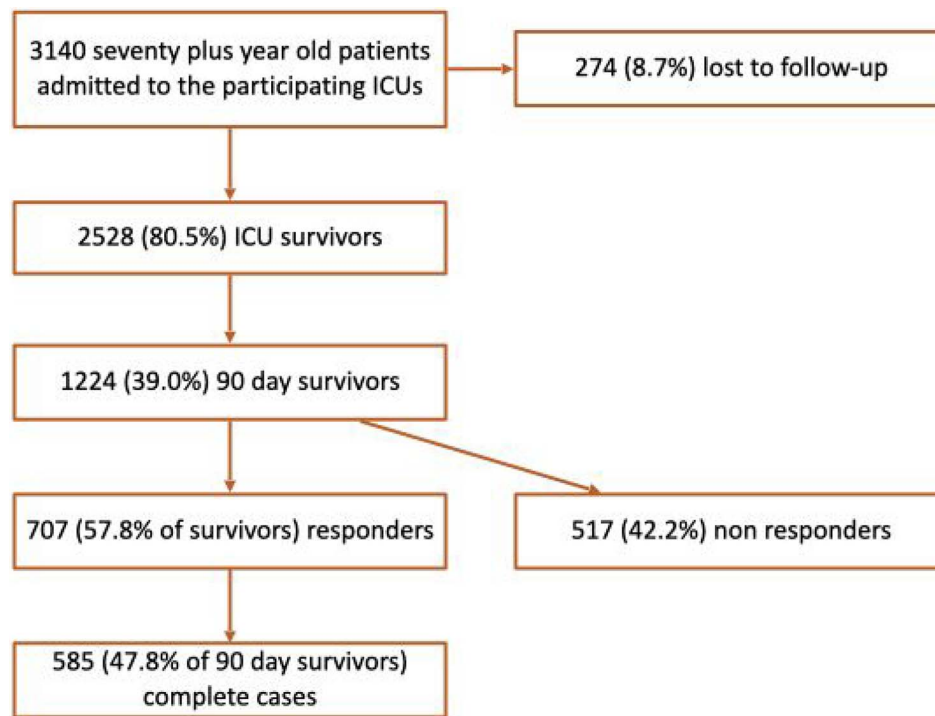 3140 seventy plus year old patients
admitted to the participating ICUs
274 (8.7%) lost to follow-up
2528 (80.5%) ICU survivors
1224 (39.0%) 90 day survivors
707 (57.8% of survivors) responders
517 (42.2%) non responders
585 (47.8% of 90 day survivors)
complete cases